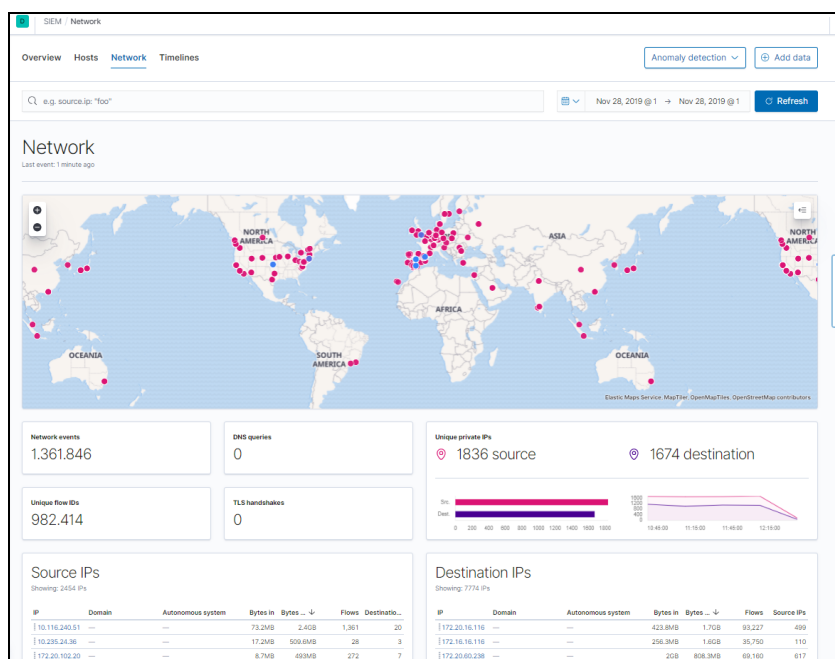 D SIEM / Network
Overview Hosts Network Timelines
Anomaly detection
Add data
e.g. source.ip: "foo"
Nov 28, 2019 @ 1 → Nov 28, 2019 @ 1
Refresh
Network
Last event: 1 minute ago
NORTH AMERICA
ASIA
NORTH AMERICA
AFRICA
OCEANIA
SOUTH AMERICA
OCEANIA
Elastic Maps Service, MapTiler, OpenMapTiles, OpenStreetMap contributors
Network events
1.361.846
DNS queries
0
Unique private IPs
1836 source
1674 destination
Unique flow IDs
982.414
TLS handshakes
0
Src.
Dest.
0 200 400 600 800 1000 1200 1400 1600 1800
1600
1200
800
400
0
10:45:00 11:15:00 11:45:00 12:15:00
Source IPs
Showing: 2454 IPs
IP Domain Autonomous system Bytes in Bytes ... ↓ Flows Destinatio...
10.116.240.51 — — 73.2MB 2.4GB 1,361 20
10.235.24.36 — — 17.2MB 509.6MB 28 3
172.20.102.20 — — 8.7MB 493MB 272 7
Destination IPs
Showing: 7774 IPs
IP Domain Autonomous system Bytes in Bytes ... ↓ Flows Source IPs
172.20.16.116 — — 423.8MB 1.7GB 93,227 499
172.16.16.116 — — 256.3MB 1.6GB 35,750 110
172.20.60.238 — — 2GB 808.3MB 69,160 617